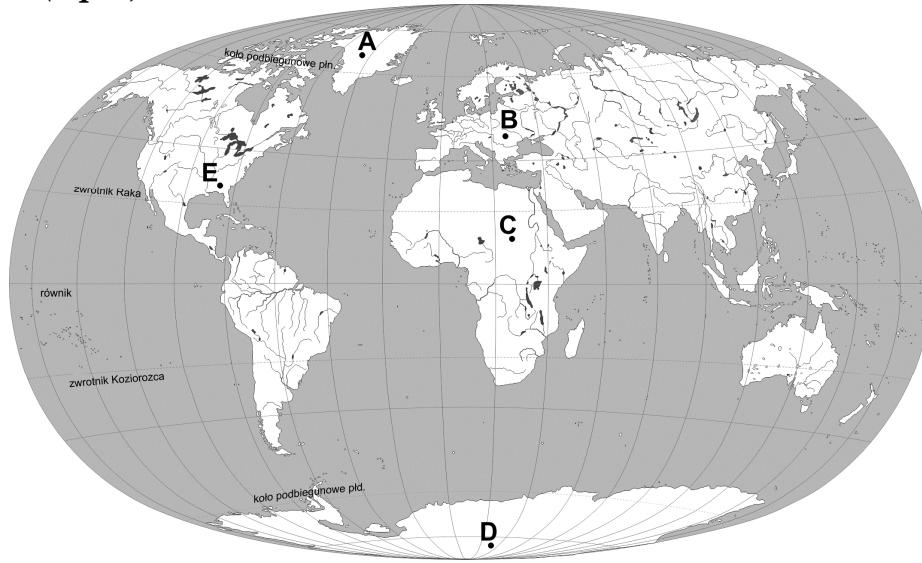 A
koło podbiegunowe płn.
B
E
zwrotnik Raka
C
równik
zwrotnik Koziorożca
koło podbiegunowe płd.
D